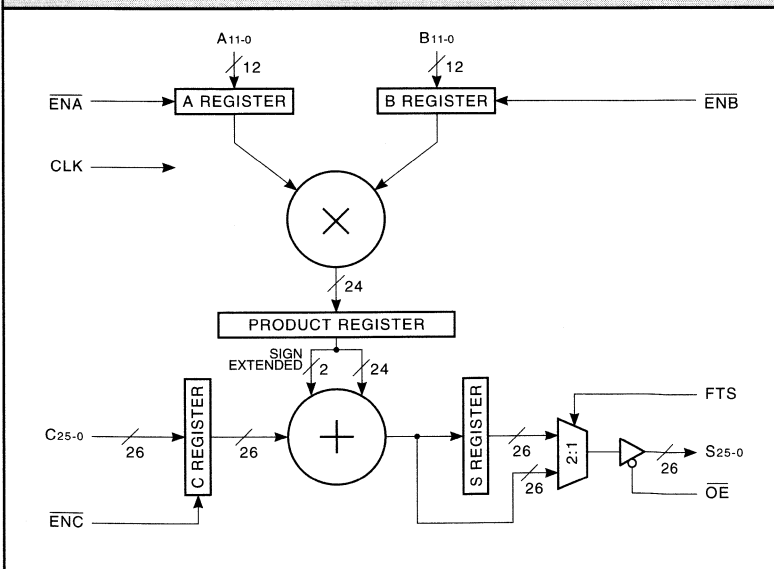 A11-0
B11-0
12
12
ENA
A REGISTER
B REGISTER
ENB
CLK
24
PRODUCT REGISTER
SIGN
EXTENDED
2
24
FTS
C25-0
26
C REGISTER
26
S REGISTER
26
26
2:1
26
S25-0
ENC
OE